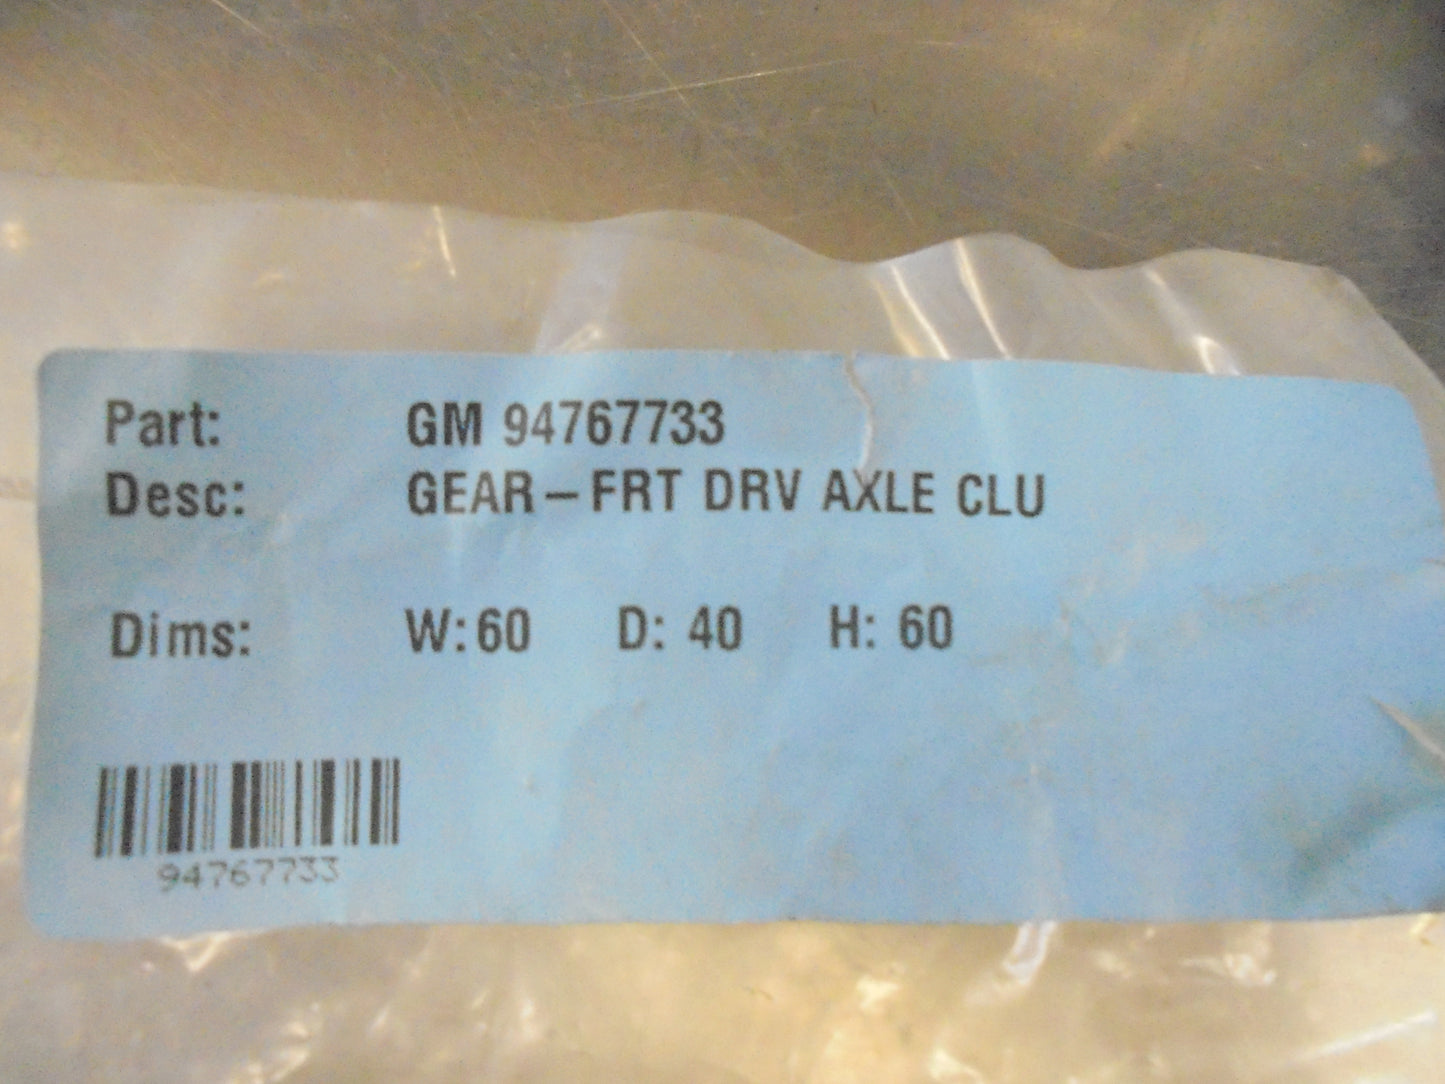 Part: GM 94767733
Desc: GEAR-FRT DRV AXLE CLU
Dims: W:60 D: 40 H: 60
94767733